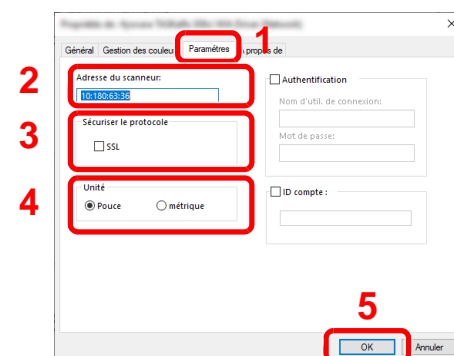 1
Général Gestion des couleu Paramètres propos de
2
Adresse du scanneur:
10:180:63:36
3
Sécuriser le protocole
SSL
4
Unité
Pouce métrique
Authentification
Nom d'util. de connexion:
Mot de passe:
ID compte :
5
OK Annuler